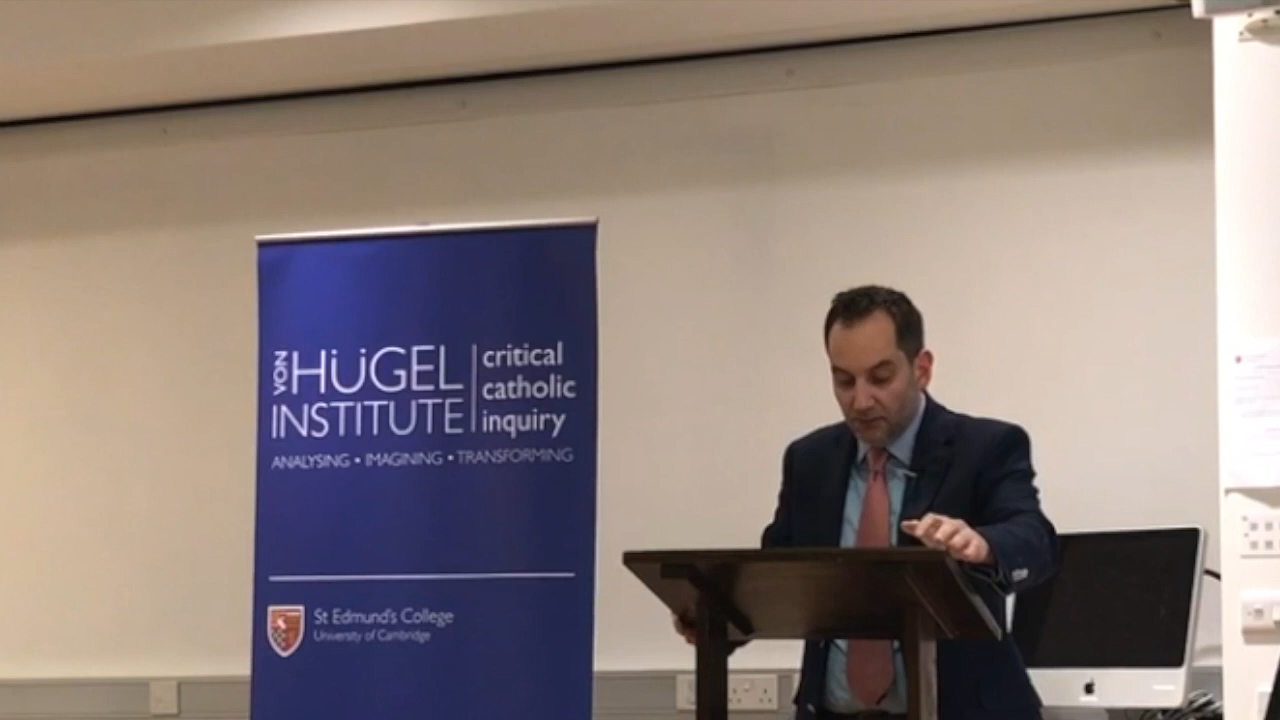 VON HÜGEL
INSTITUTE
critical
catholic
inquiry
ANALYSING • IMAGINING • TRANSFORMING
St Edmund's College
University of Cambridge